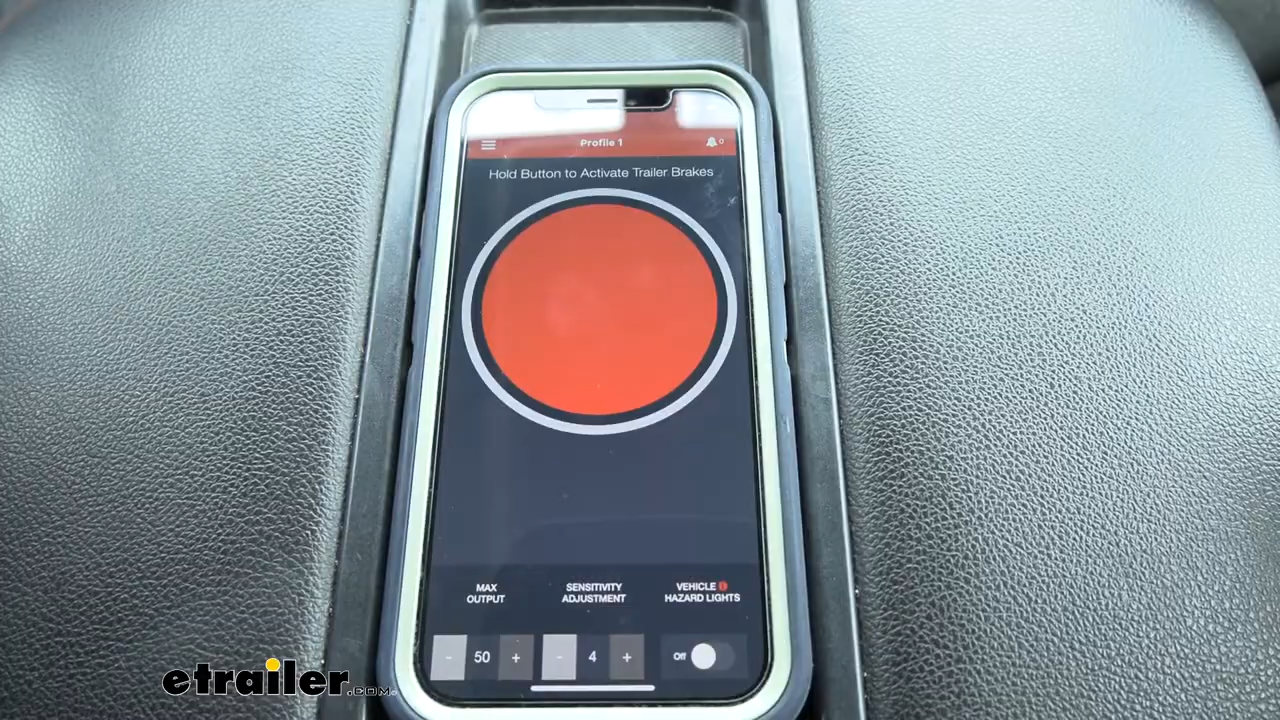 Profile 1
0
Hold Button to Activate Trailer Brakes
MAX
OUTPUT
SENSITIVITY
ADJUSTMENT
VEHICLE
HAZARD LIGHTS
- 50 +
- 4 +
Off
etrailer.com